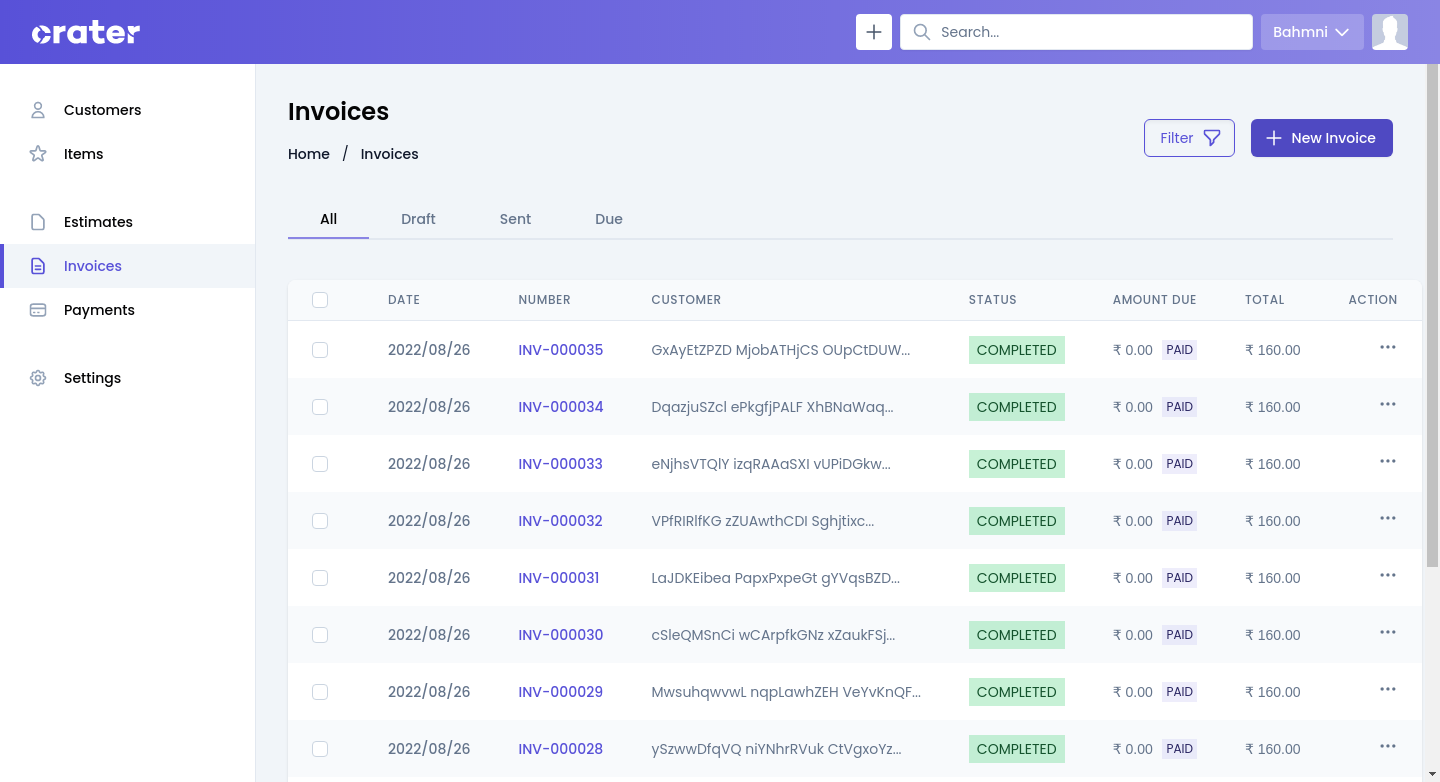 crater
Search...
Bahmni
Customers
Items
Estimates
Invoices
Payments
Settings
Invoices
Home / Invoices
Filter
New Invoice
All Draft Sent Due
DATE NUMBER CUSTOMER STATUS AMOUNT DUE TOTAL ACTION
2022/08/26 INV-000035 GxAyEtZPZD MjobATHjCS OUpCtDUW... COMPLETED ₹ 0.00 PAID ₹ 160.00
2022/08/26 INV-000034 DqazjuSZcl ePkgfjPALF XhBNaWaq... COMPLETED ₹ 0.00 PAID ₹ 160.00
2022/08/26 INV-000033 eNjhsVTQlY izqRAAaSXI vUPiDGkw... COMPLETED ₹ 0.00 PAID ₹ 160.00
2022/08/26 INV-000032 VPfRIRlfKG zZUAwthCDI Sghjtixc... COMPLETED ₹ 0.00 PAID ₹ 160.00
2022/08/26 INV-000031 LaJDKEibea PapxPxpeGt gYVqsBZD... COMPLETED ₹ 0.00 PAID ₹ 160.00
2022/08/26 INV-000030 cSleQMSnCi wCArpfkGNz xZaukFSj... COMPLETED ₹ 0.00 PAID ₹ 160.00
2022/08/26 INV-000029 MwsuhqwvwL nqpLawhZEH VeYvKnQF... COMPLETED ₹ 0.00 PAID ₹ 160.00
2022/08/26 INV-000028 ySzwwDfqVQ niYNhrRVuk CtVgxoYz... COMPLETED ₹ 0.00 PAID ₹ 160.00